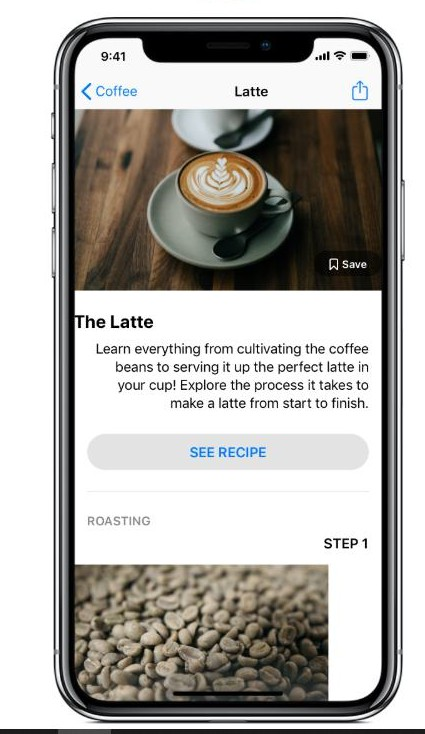 9:41
Coffee
Latte
Save
The Latte
Learn everything from cultivating the coffee
beans to serving it up the perfect latte in
your cup! Explore the process it takes to
make a latte from start to finish.
SEE RECIPE
ROASTING
STEP 1